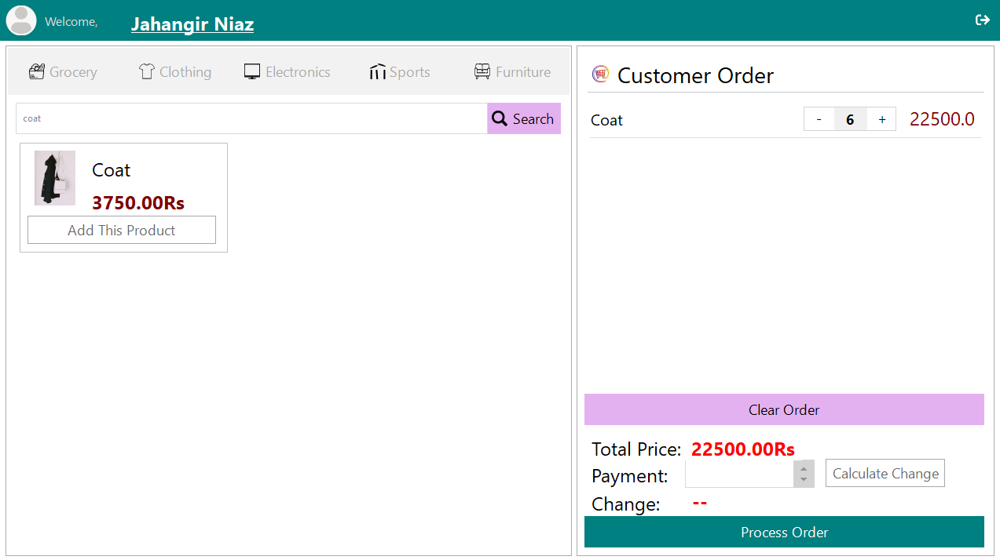 Welcome, Jahangir Niaz
Grocery Clothing Electronics Sports Furniture
coat Search
Coat
3750.00Rs
Add This Product
Customer Order
Coat - 6 + 22500.0
Clear Order
Total Price: 22500.00Rs
Payment: Calculate Change
Change: --
Process Order